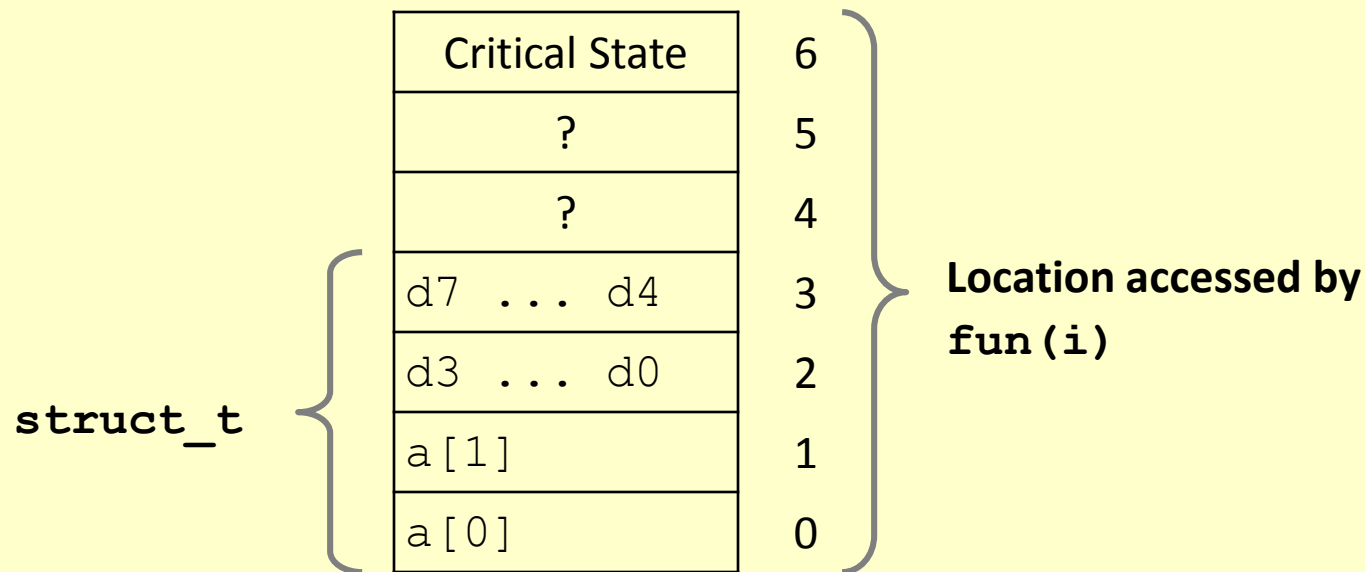 Critical State 6
? 5
? 4
d7 ... d4 3
d3 ... d0 2
a[1] 1
a[0] 0
struct_t
Location accessed by
fun(i)